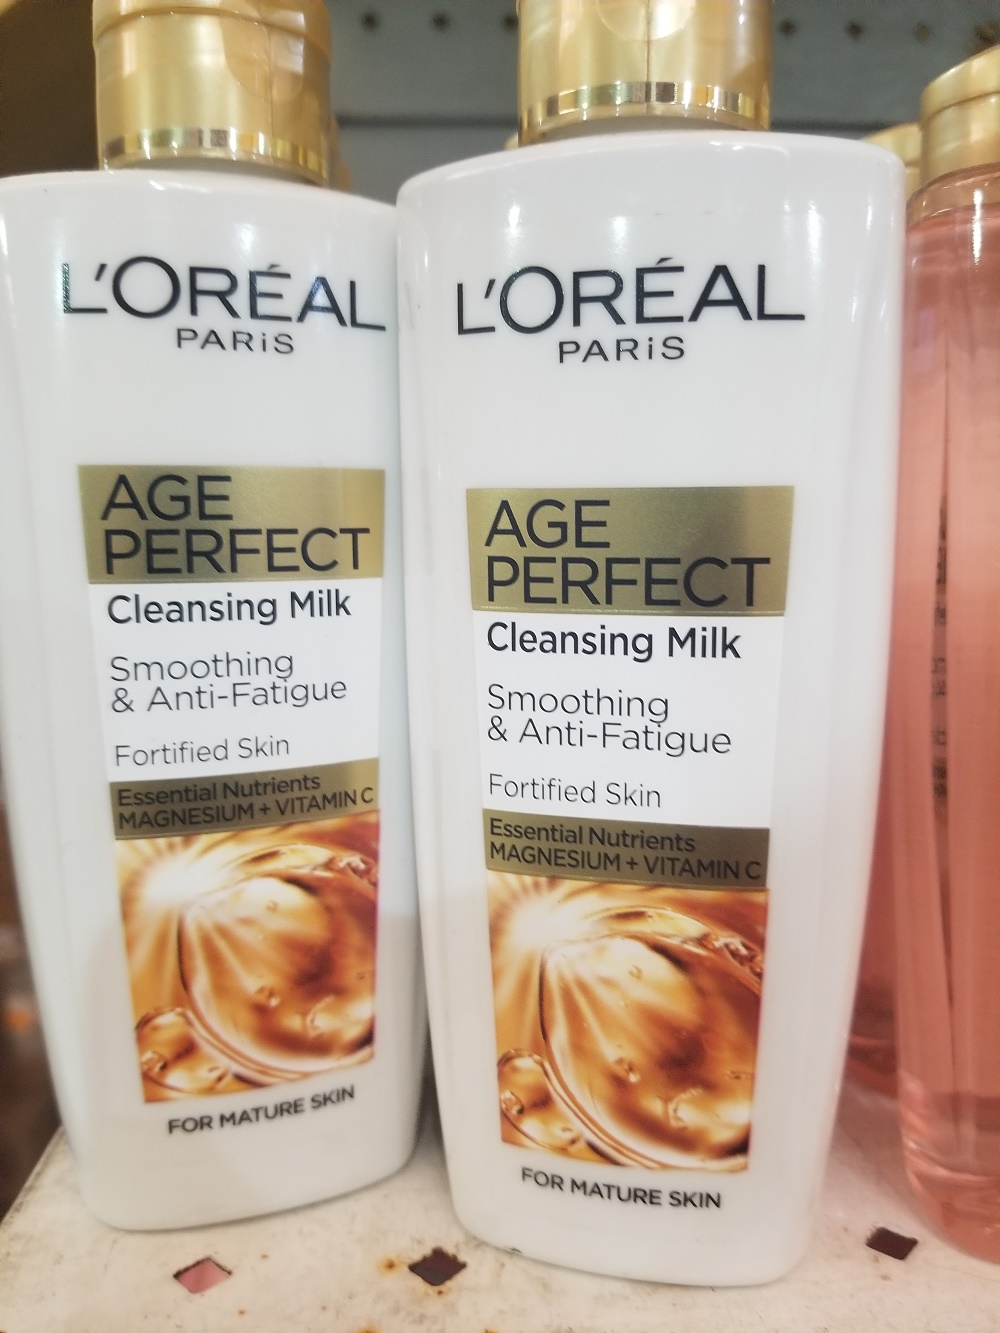 L'ORÉAL
PARiS
AGE
PERFECT
Cleansing Milk
Smoothing
& Anti-Fatigue
Fortified Skin
Essential Nutrients
MAGNESIUM + VITAMIN C
FOR MATURE SKIN
L'ORÉAL
PARiS
AGE
PERFECT
Cleansing Milk
Smoothing
& Anti-Fatigue
Fortified Skin
Essential Nutrients
MAGNESIUM + VITAMIN C
FOR MATURE SKIN